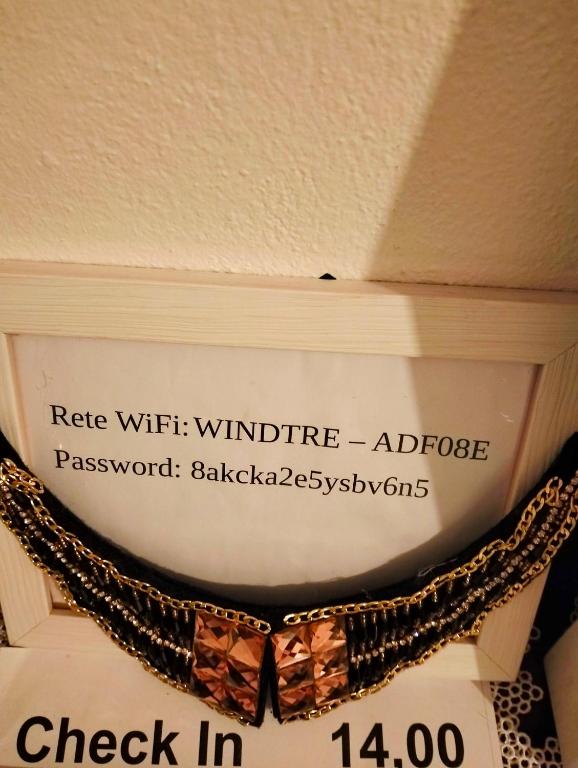 Rete WiFi: WINDTRE – ADF08E
Password: 8akcka2e5ysbv6n5
Check In 14,00